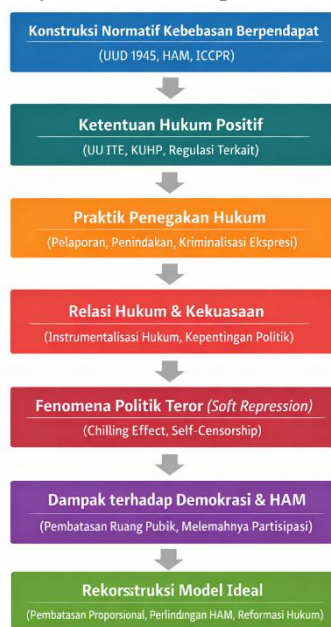 Konstruksi Normatif Kebebasan Berpendapat
(UUD 1945, HAM, ICCPR)
Ketentuan Hukum Positif
(UU ITE, KUHP, Regulasi Terkait)
Praktik Penegakan Hukum
(Pelaporan, Penindakan, Kriminalisasi Ekspresi)
Relasi Hukum & Kekuasaan
(Instrumentalisasi Hukum, Kepentingan Politik)
Fenomena Politik Teror (Soft Repression)
(Chilling Effect, Self-Censorship)
Dampak terhadap Demokrasi & HAM
(Pembatasan Ruang Pubik, Melemahnya Partisipasi)
Rekorsstruksi Model Ideal
(Pembatasan Proporsional, Perlindingan HAM, Reformasi Hukum)